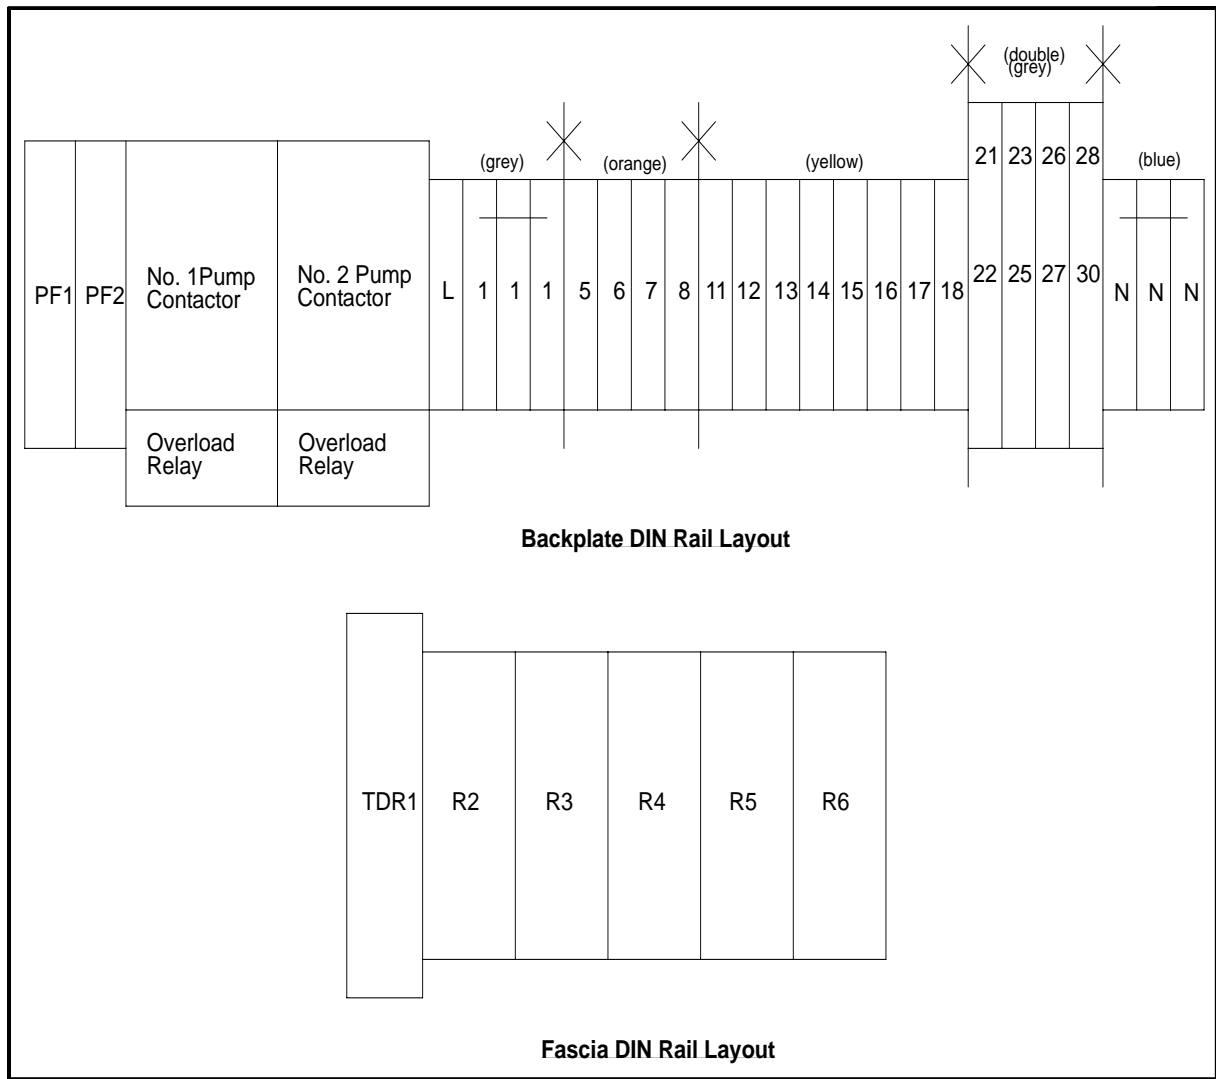 (double)
(grey)
(grey)
(orange)
(yellow)
21 23 26 28
(blue)
PF1 PF2
No. 1Pump
Contactor
No. 2 Pump
Contactor
L 1 1 1 5 6 7 8 11 12 13 14 15 16 17 18
22 25 27 30
N N N
Overload
Relay
Overload
Relay
Backplate DIN Rail Layout
TDR1 R2 R3 R4 R5 R6
Fascia DIN Rail Layout